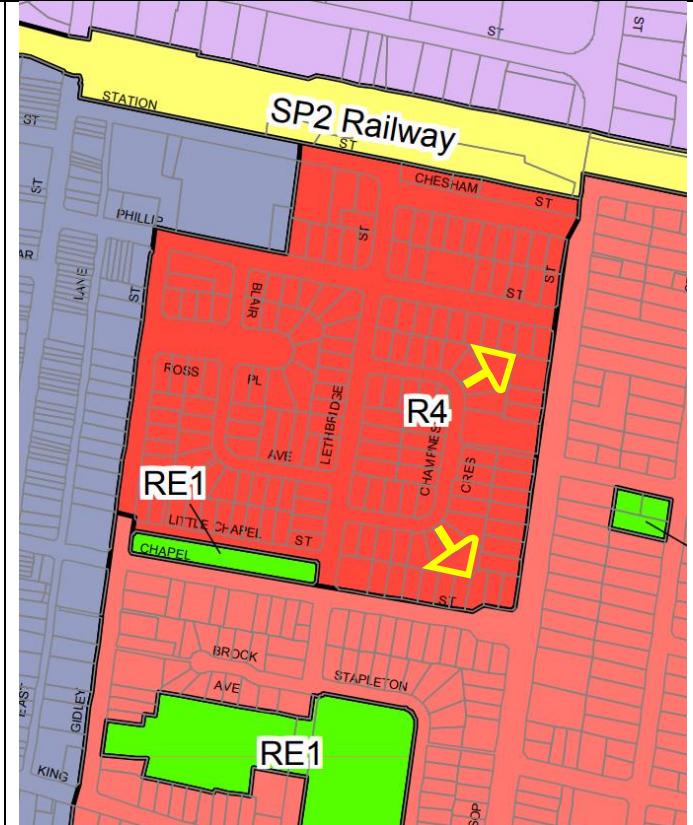 ST
ST
STATION
SP2 Railway
ST
ST
CHESHAM
ST
PHILLIP
ST
ST
LANE
ST
ST
ST
BLAIR
ROSS
PL
R4
LETHBRIDGE
CRES
AVE
RE1
LITTLE CHAPEL
ST
CHAPEL
ST
BROCK
STAPLETON
AVE
EAST
GIDLEY
RE1
KING